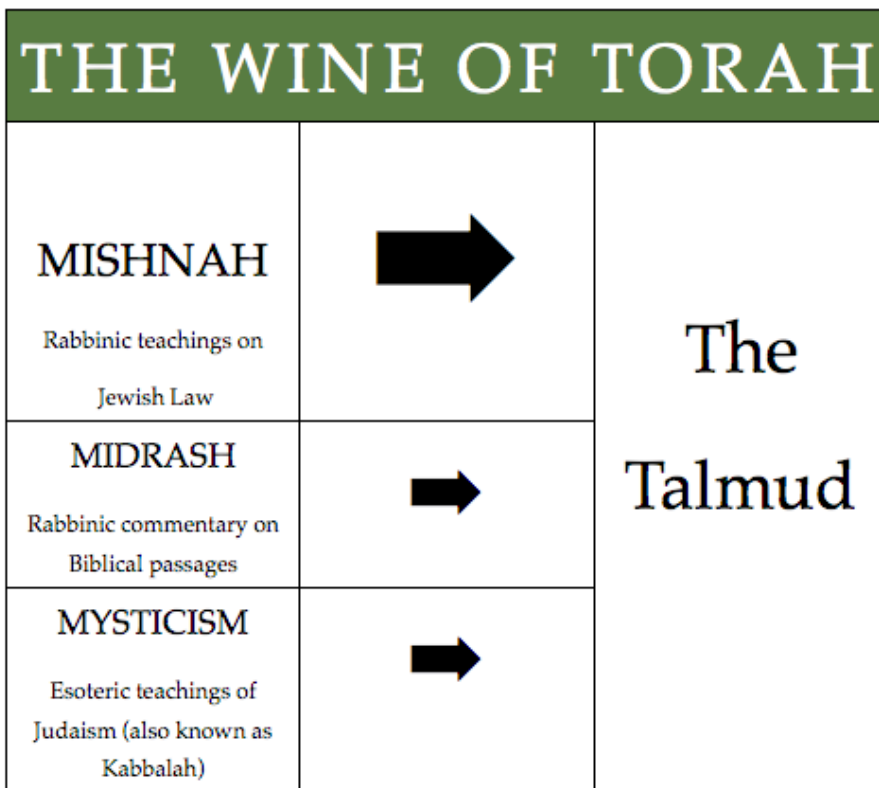 THE WINE OF TORAH
MISHNAH
Rabbinic teachings on
Jewish Law
MIDRASH
Rabbinic commentary on
Biblical passages
MYSTICISM
Esoteric teachings of
Judaism (also known as
Kabbalah)
The
Talmud